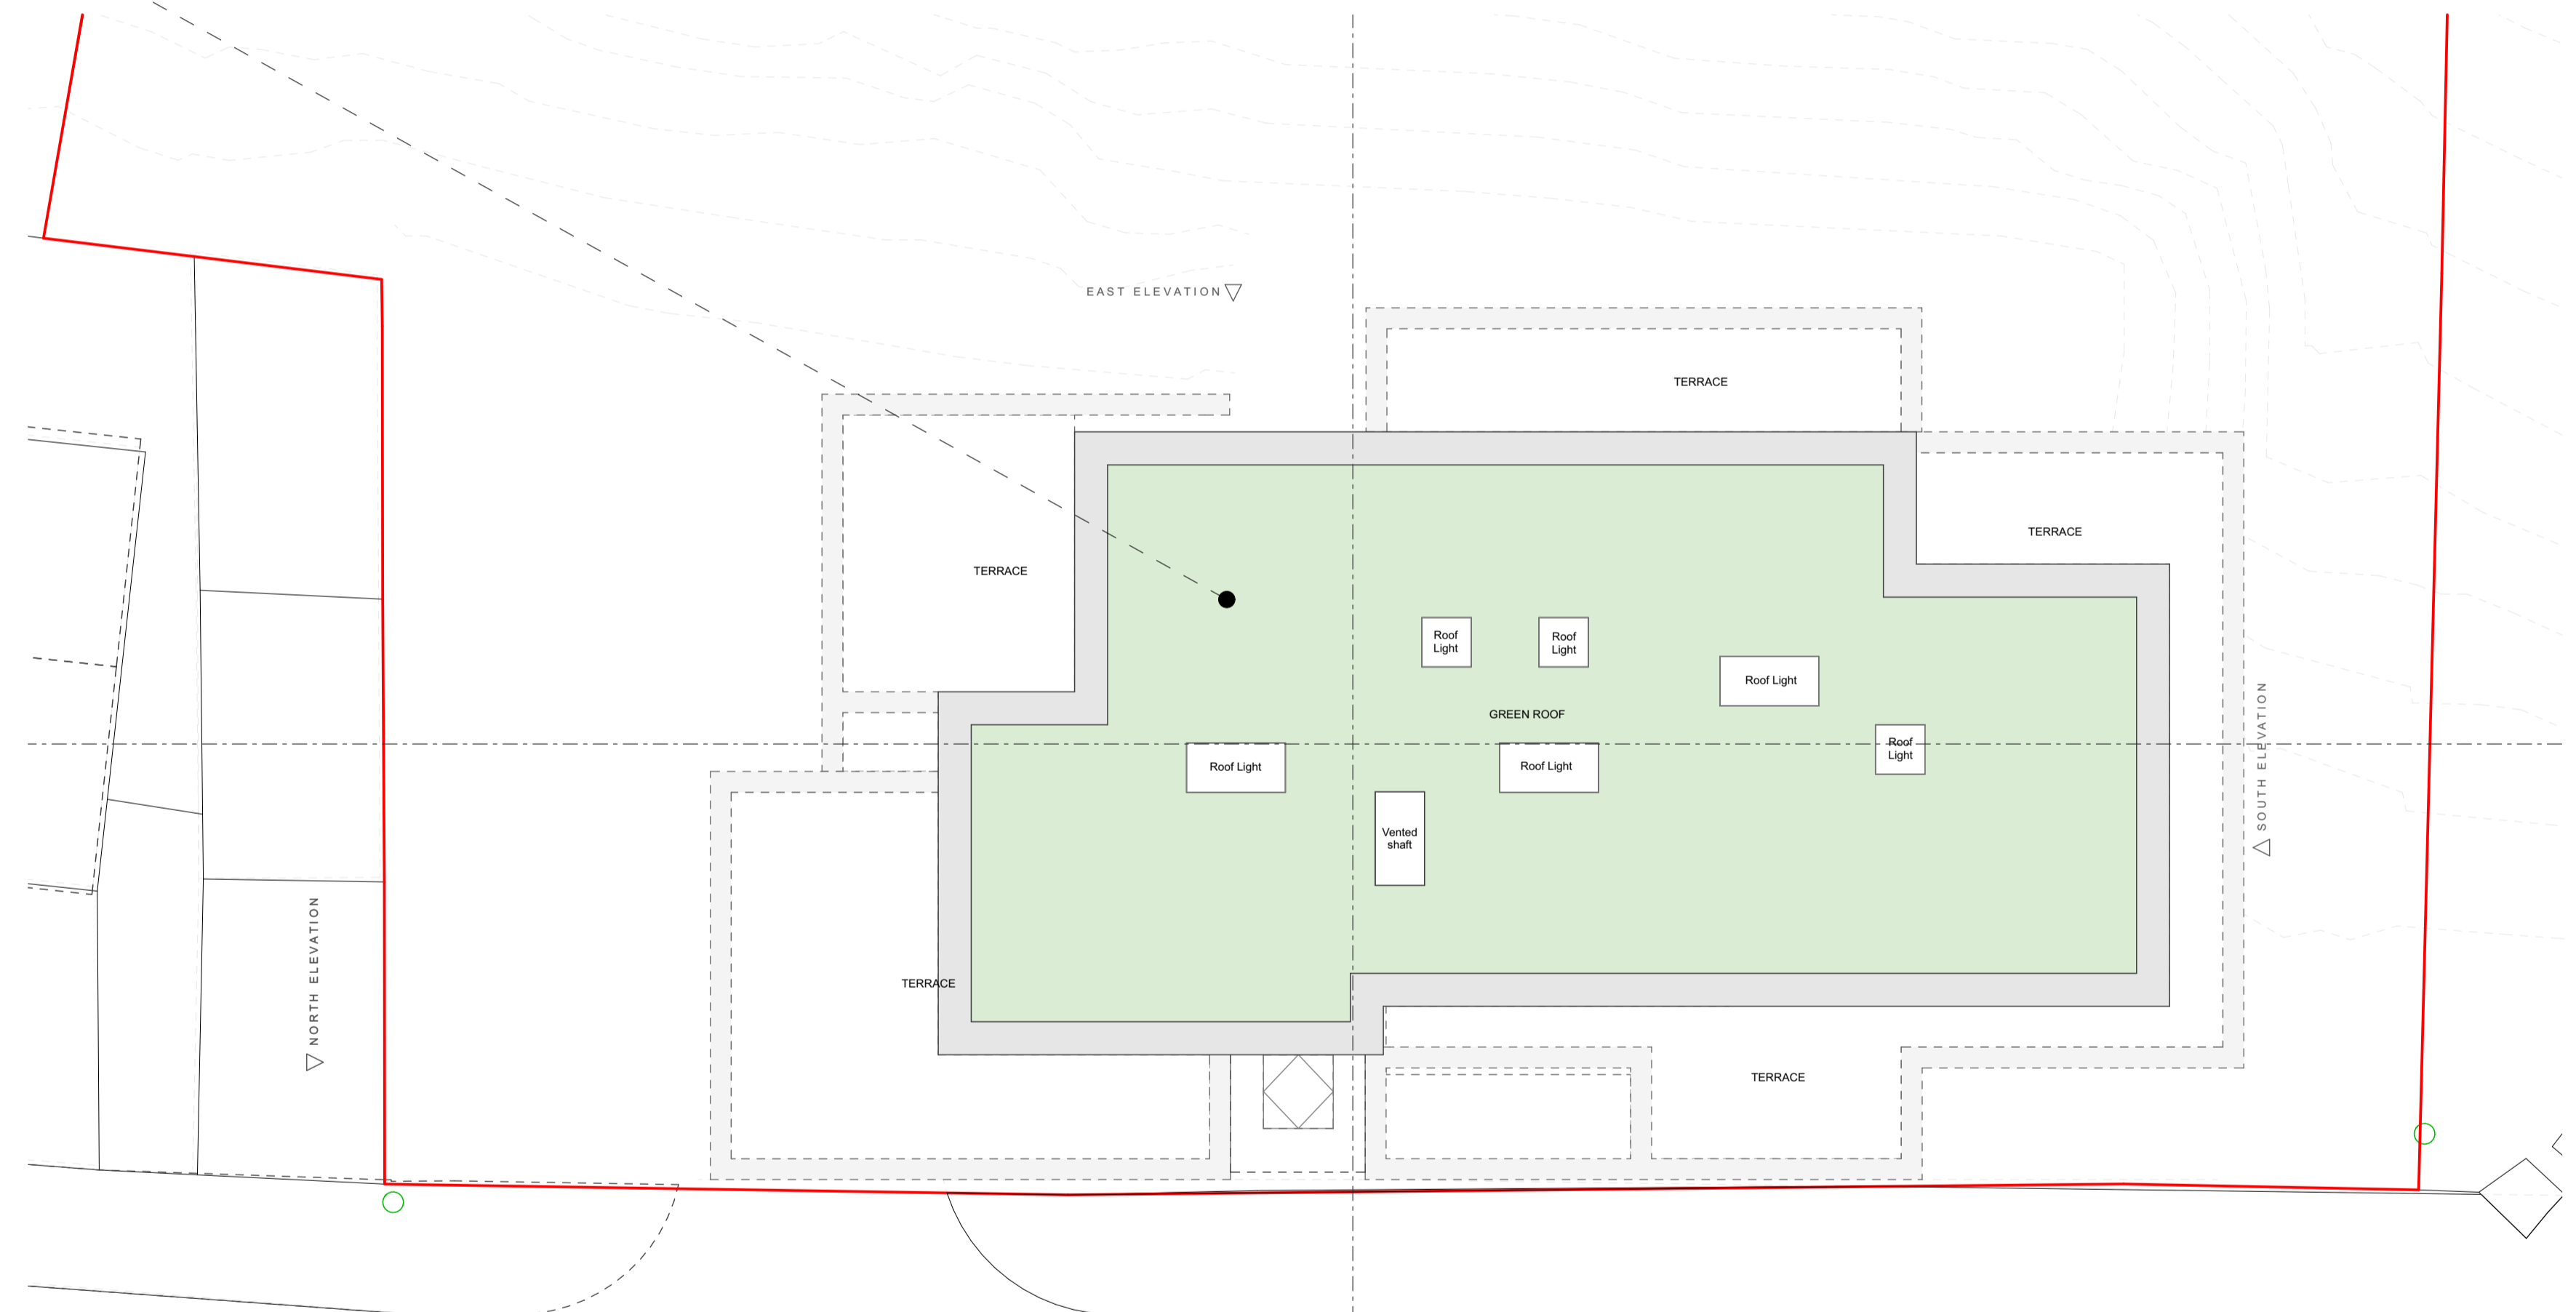 EAST ELEVATION
TERRACE
TERRACE
TERRACE
Roof
Light
Roof
Light
Roof Light
GREEN ROOF
Roof
Light
Roof Light
Roof Light
Vented
shaft
SOUTH ELEVATION
NORTH ELEVATION
TERRACE
TERRACE